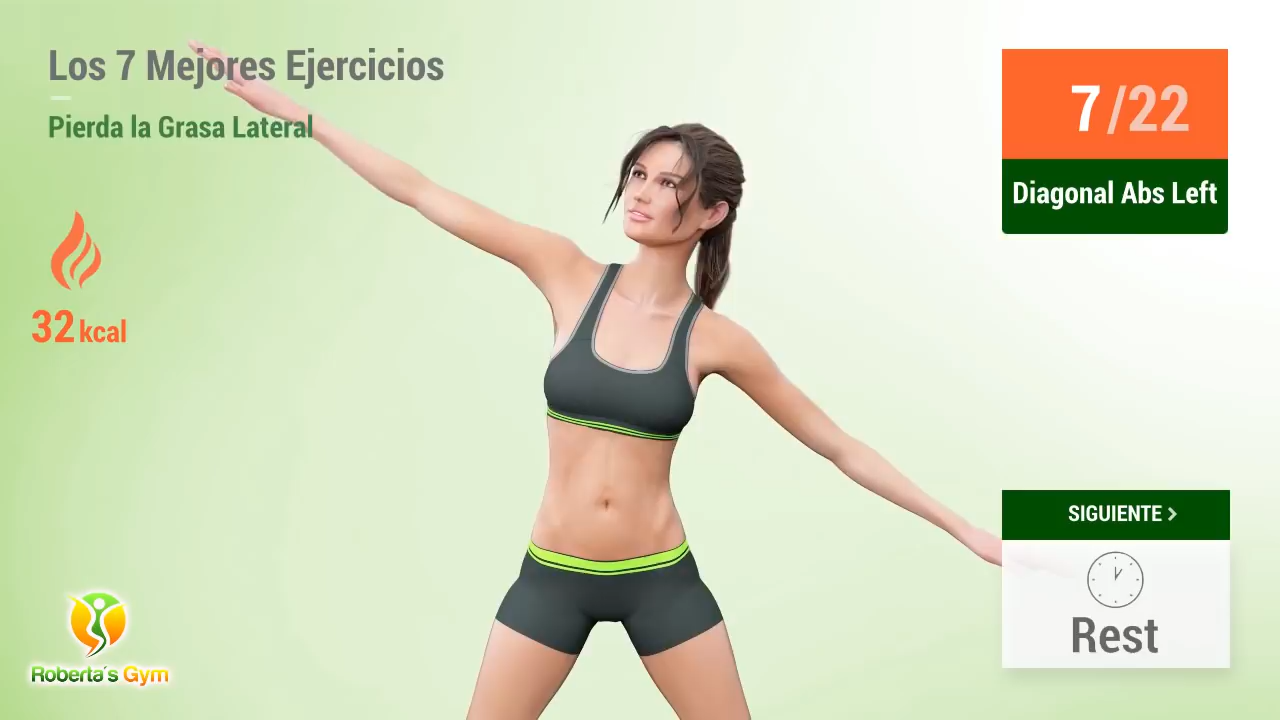 Los 7 Mejores Ejercicios
Pierda la Grasa Lateral
7/22
Diagonal Abs Left
32 kcal
SIGUIENTE >
Rest
Roberta´s Gym